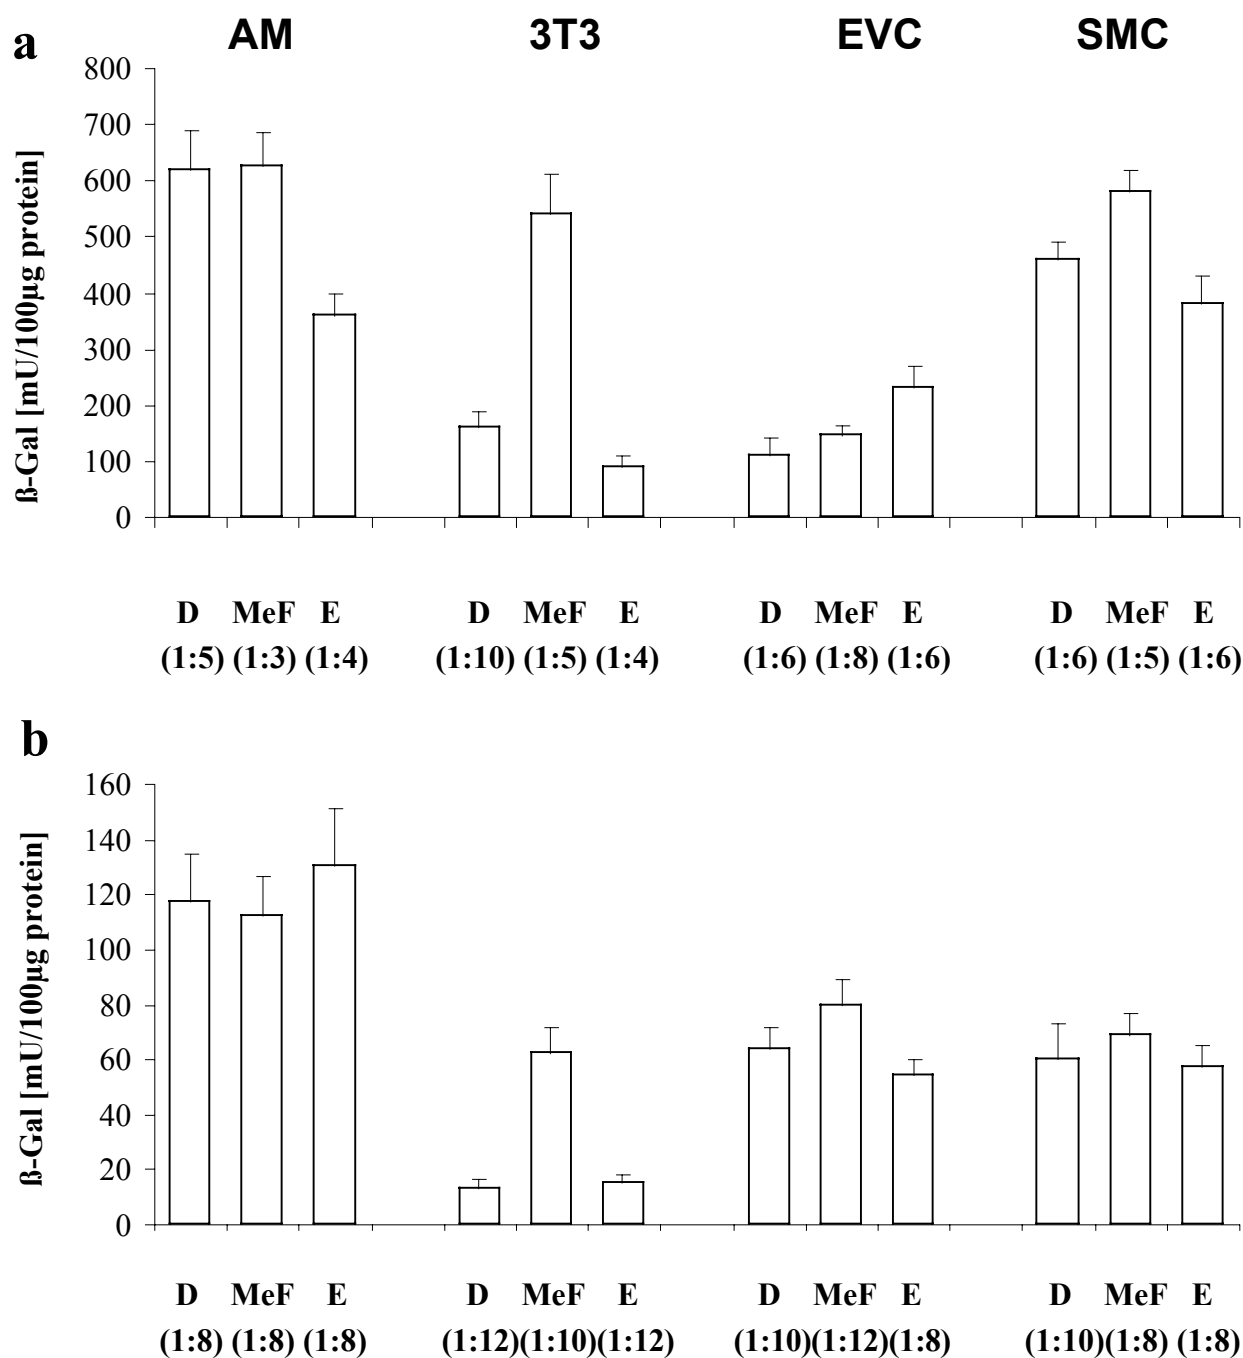 a
AM 3T3 EVC SMC
ß-Gal [mU/100µg protein]
800
700
600
500
400
300
200
100
0
D MeF E D MeF E D MeF E D MeF E
(1:5) (1:3) (1:4) (1:10) (1:5) (1:4) (1:6) (1:8) (1:6) (1:6) (1:5) (1:6)
b
ß-Gal [mU/100µg protein]
160
140
120
100
80
60
40
20
0
D MeF E D MeF E D MeF E D MeF E
(1:8) (1:8) (1:8) (1:12)(1:10)(1:12) (1:10)(1:12)(1:8) (1:10)(1:8) (1:8)